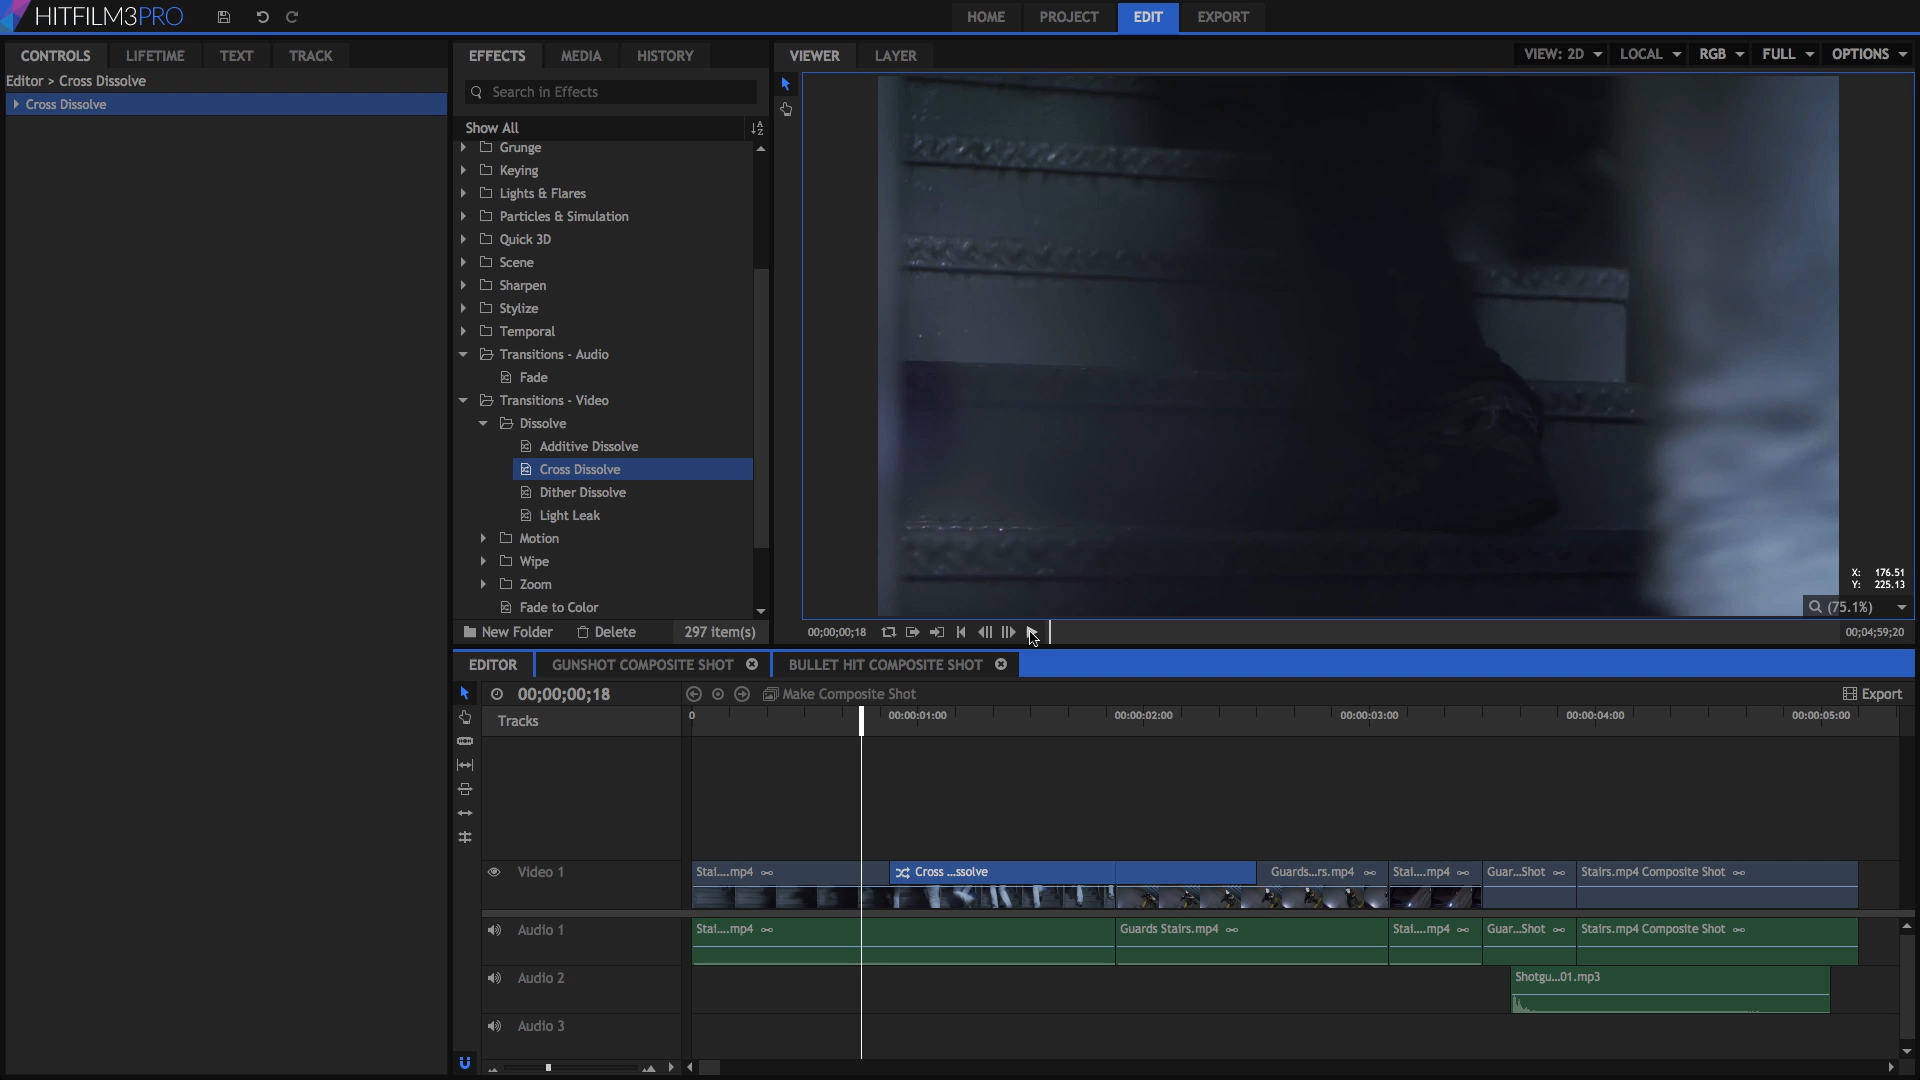 HITFILM3PRO
HOME PROJECT EDIT EXPORT
CONTROLS LIFETIME TEXT TRACK
Editor > Cross Dissolve
Cross Dissolve
EFFECTS MEDIA HISTORY
Search in Effects
Show All
Grunge
Keying
Lights & Flares
Particles & Simulation
Quick 3D
Scene
Sharpen
Stylize
Temporal
Transitions - Audio
Fade
Transitions - Video
Dissolve
Additive Dissolve
Cross Dissolve
Dither Dissolve
Light Leak
Motion
Wipe
Zoom
Fade to Color
New Folder Delete 297 item(s)
VIEWER LAYER
VIEW: 2D LOCAL RGB FULL OPTIONS
X: 176.51
Y: 225.13
(75.1%)
00;00;00;18
00;04;59;20
EDITOR GUNSHOT COMPOSITE SHOT BULLET HIT COMPOSITE SHOT
00;00;00;18 Make Composite Shot Export
Tracks
0 00:00:01:00 00:00:02:00 00:00:03:00 00:00:04:00 00:00:05:00
Video 1
Stai....mp4 Cross ...ssolve Guards...rs.mp4 Stai....mp4 Guar...Shot Stairs.mp4 Composite Shot
Audio 1
Stai....mp4 Guards Stairs.mp4 Stai....mp4 Guar...Shot Stairs.mp4 Composite Shot
Audio 2
Shotgu...01.mp3
Audio 3